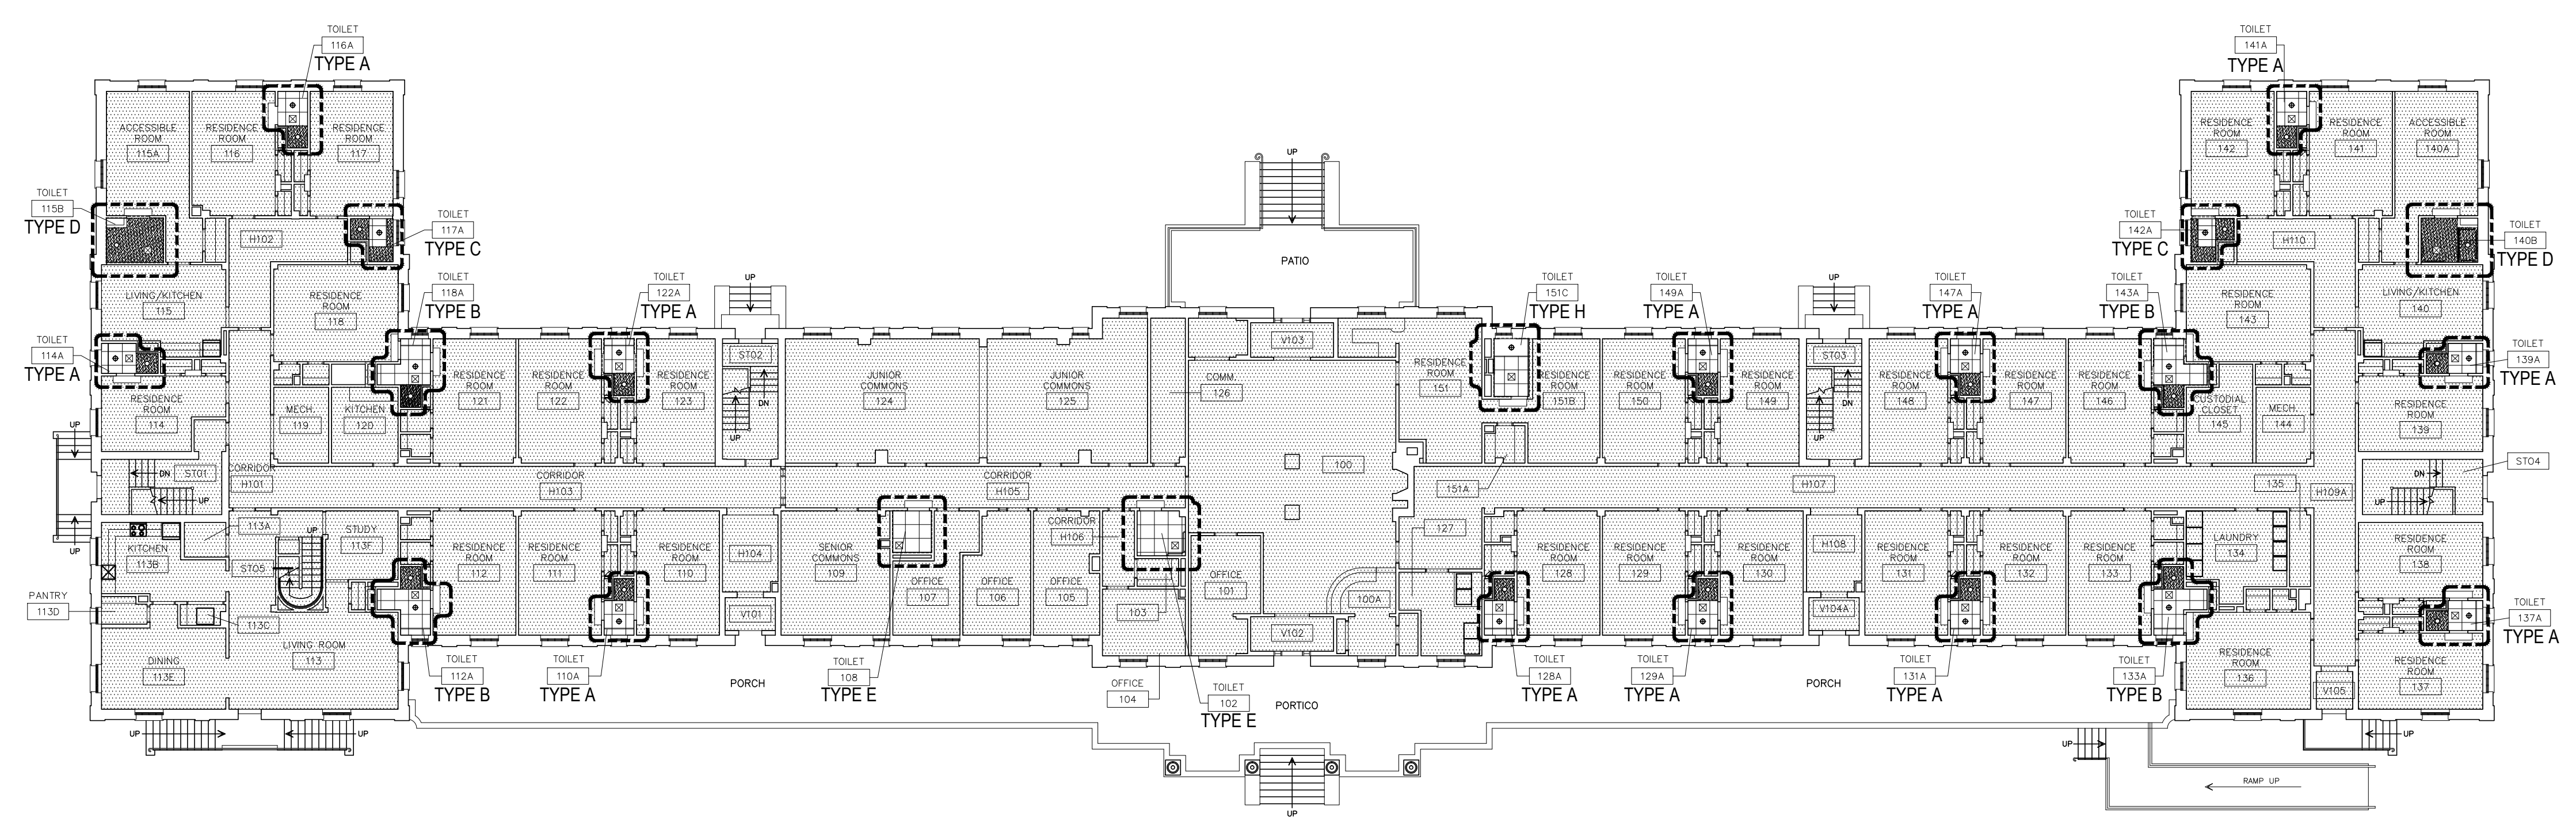 TOILET
116A
TYPE A
TOILET
141A
TYPE A
ACCESSIBLE
ROOM
115A
RESIDENCE
ROOM
116
RESIDENCE
ROOM
117
UP
RESIDENCE
ROOM
142
RESIDENCE
ROOM
141
ACCESSIBLE
ROOM
140A
TOILET
115B
TYPE D
TOILET
117A
TYPE C
H102
TOILET
142A
TYPE C
H110
TOILET
140B
TYPE D
PATIO
LIVING/KITCHEN
115
RESIDENCE
ROOM
118
TOILET
118A
TYPE B
TOILET
122A
TYPE A
UP
TOILET
151C
TYPE H
TOILET
149A
TYPE A
UP
TOILET
147A
TYPE A
TOILET
143A
TYPE B
RESIDENCE
ROOM
143
LIVING/KITCHEN
140
TOILET
114A
TYPE A
TOILET
139A
TYPE A
ST02
V103
ST03
RESIDENCE
ROOM
114
MECH.
119
KITCHEN
120
RESIDENCE
ROOM
121
RESIDENCE
ROOM
122
RESIDENCE
ROOM
123
DN
UP
JUNIOR
COMMONS
124
JUNIOR
COMMONS
125
COMM.
126
RESIDENCE
ROOM
151
RESIDENCE
ROOM
151B
RESIDENCE
ROOM
150
RESIDENCE
ROOM
149
DN
UP
RESIDENCE
ROOM
148
RESIDENCE
ROOM
147
RESIDENCE
ROOM
146
CUSTODIAL
CLOSET
145
MECH.
144
RESIDENCE
ROOM
139
UP
DN
ST01
UP
UP
CORRIDOR
H101
CORRIDOR
H103
CORRIDOR
H105
100
151A
H107
135
H109A
DN
UP
ST04
KITCHEN
113B
113A
UP
STUDY
113F
ST05
PANTRY
113D
113C
LIVING ROOM
113
DINING
113E
RESIDENCE
ROOM
112
RESIDENCE
ROOM
111
RESIDENCE
ROOM
110
H104
V101
SENIOR
COMMONS
109
OFFICE
107
OFFICE
106
OFFICE
105
CORRIDOR
H106
103
OFFICE
101
127
100A
V102
RESIDENCE
ROOM
128
RESIDENCE
ROOM
129
RESIDENCE
ROOM
130
H108
V104A
RESIDENCE
ROOM
131
RESIDENCE
ROOM
132
RESIDENCE
ROOM
133
LAUNDRY
134
RESIDENCE
ROOM
138
RESIDENCE
ROOM
136
RESIDENCE
ROOM
137
V105
TOILET
137A
TYPE A
TOILET
112A
TYPE B
TOILET
110A
TYPE A
PORCH
TOILET
108
TYPE E
OFFICE
104
TOILET
102
TYPE E
PORTICO
TOILET
128A
TYPE A
TOILET
129A
TYPE A
PORCH
TOILET
131A
TYPE A
TOILET
133A
TYPE B
UP
UP
UP
UP
UP
RAMP UP